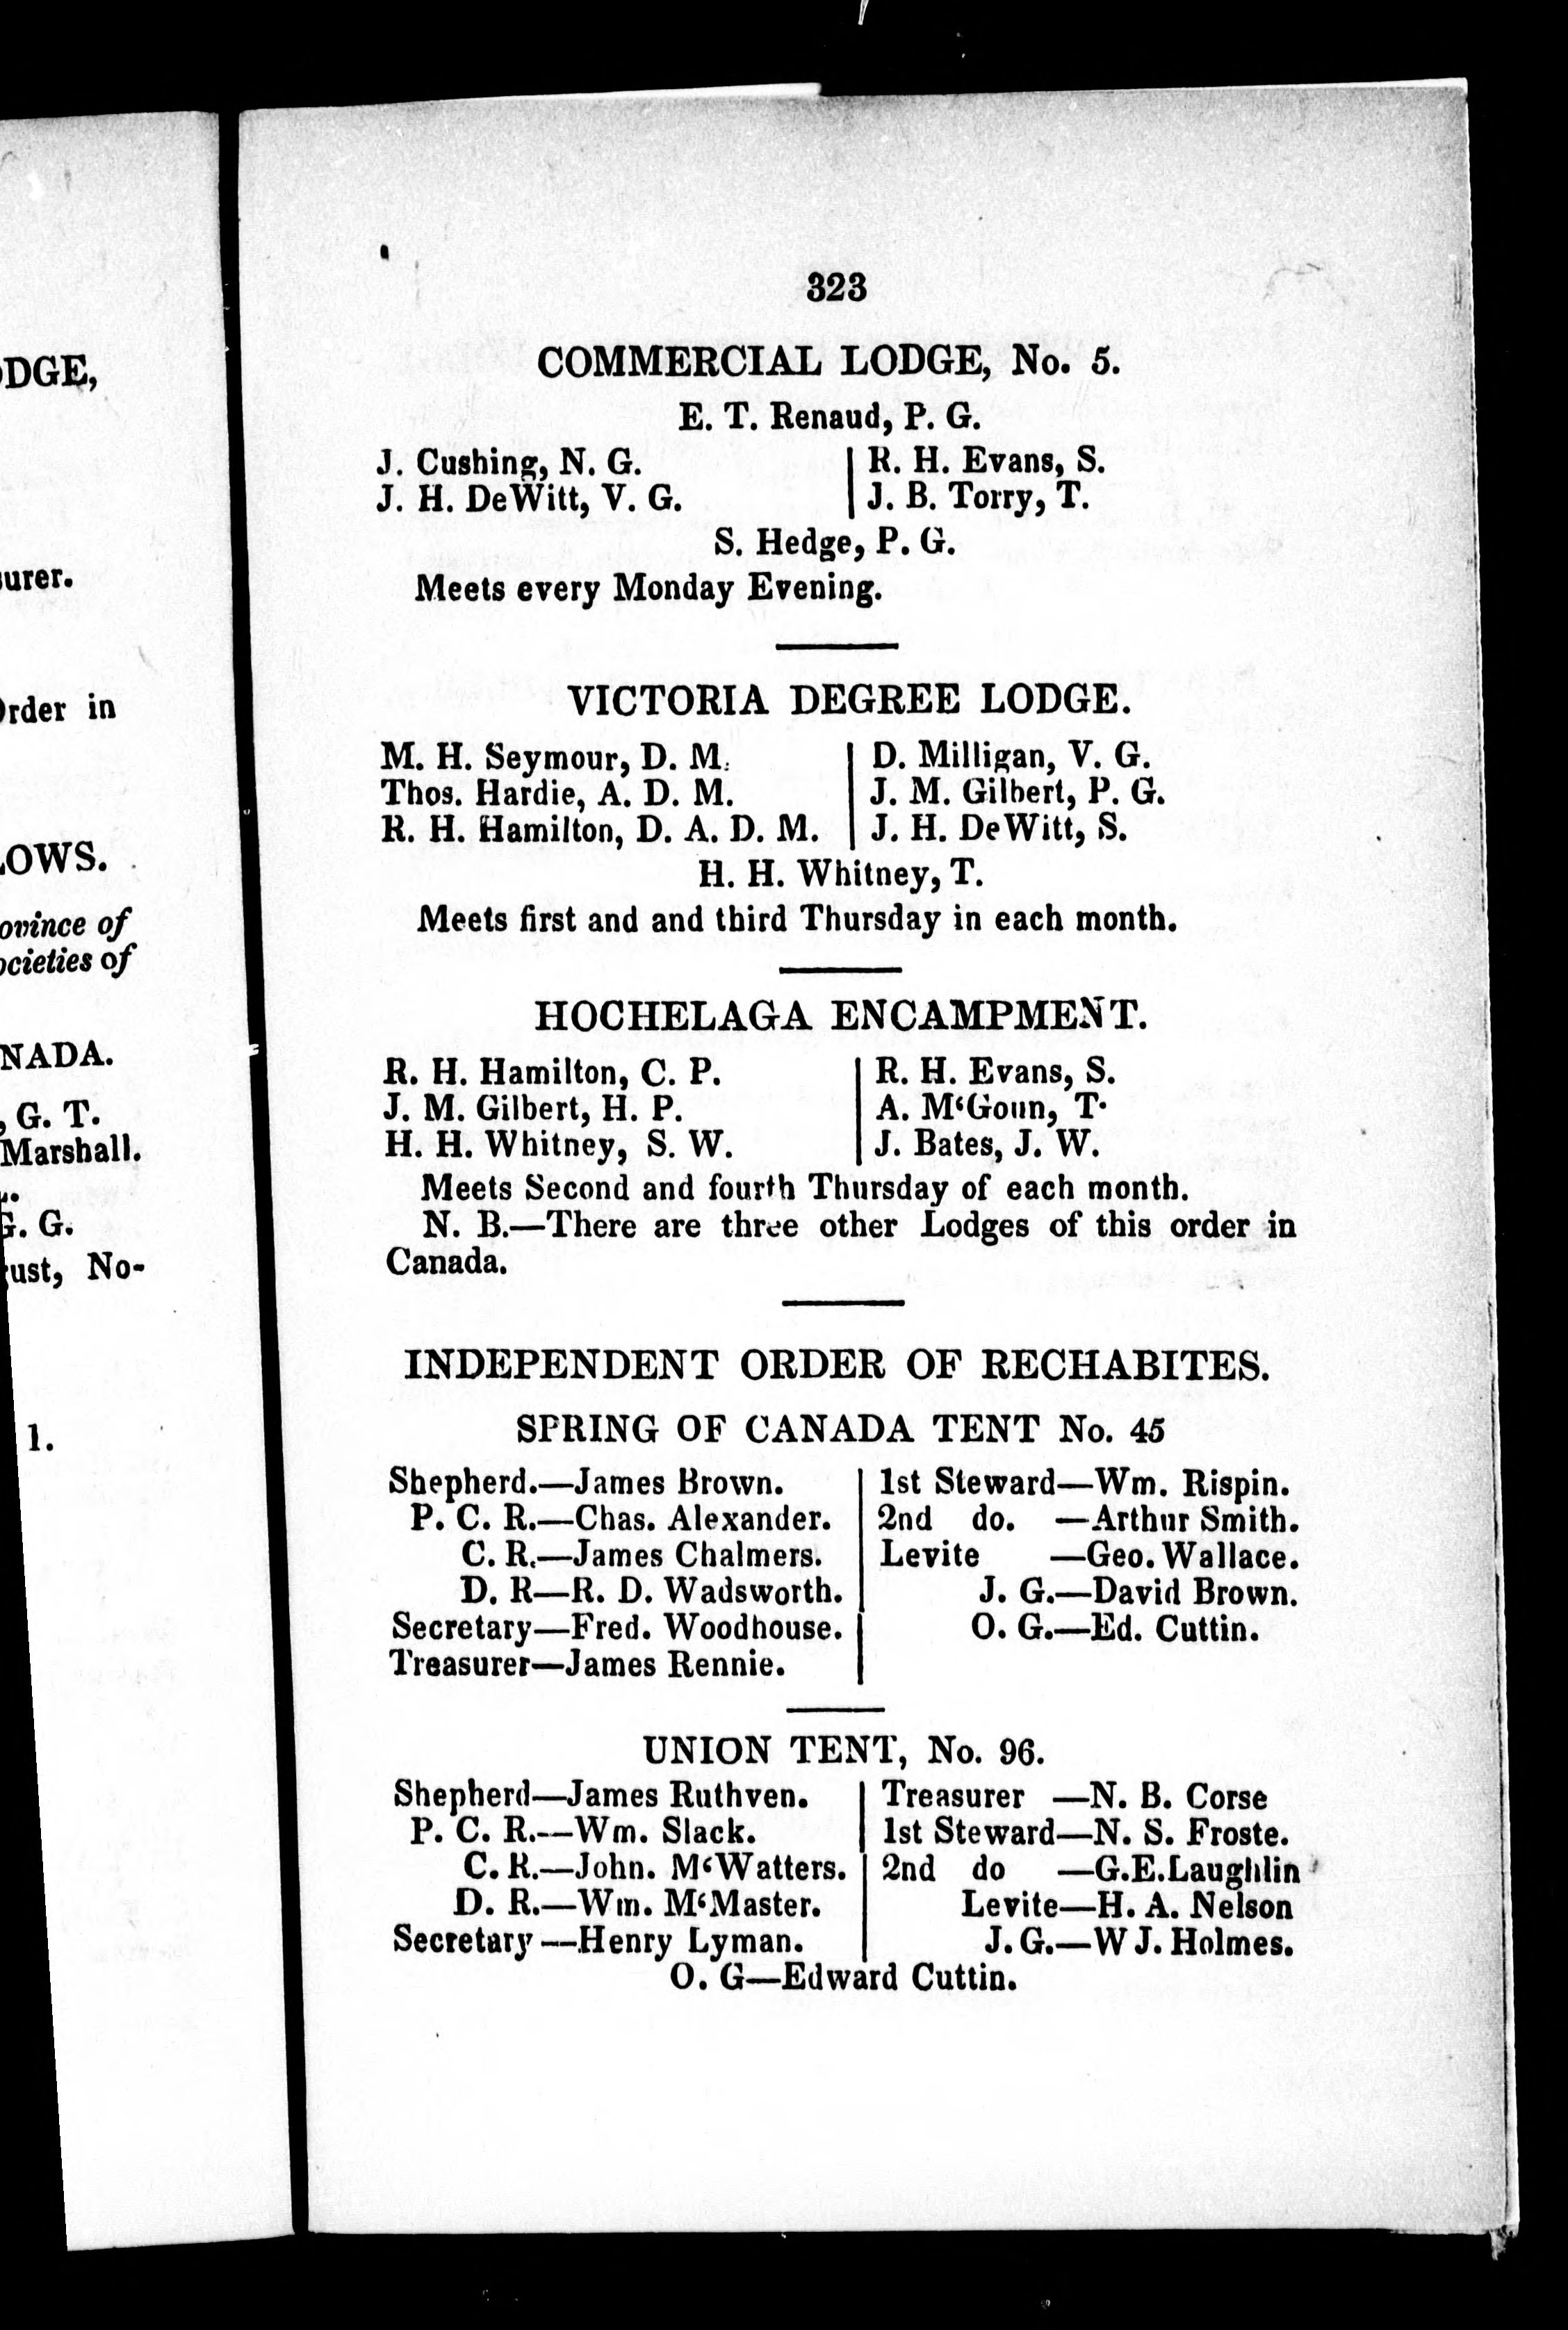 DGE,
urer.
rder in
OWS.
ovince of
ocieties of
NADA.
, G. T.
Marshall.
G. G.
ust, No-
1.
323
COMMERCIAL LODGE, No. 5.
E. T. Renaud, P. G.
J. Cushing, N. G. | R. H. Evans, S.
J. H. DeWitt, V. G. | J. B. Torry, T.
S. Hedge, P. G.
Meets every Monday Evening.
VICTORIA DEGREE LODGE.
M. H. Seymour, D. M. | D. Milligan, V. G.
Thos. Hardie, A. D. M. | J. M. Gilbert, P. G.
R. H. Hamilton, D. A. D. M. | J. H. DeWitt, S.
H. H. Whitney, T.
Meets first and and third Thursday in each month.
HOCHELAGA ENCAMPMENT.
R. H. Hamilton, C. P. | R. H. Evans, S.
J. M. Gilbert, H. P. | A. M‘Goun, T·
H. H. Whitney, S. W. | J. Bates, J. W.
Meets Second and fourth Thursday of each month.
N. B.—There are three other Lodges of this order in
Canada.
INDEPENDENT ORDER OF RECHABITES.
SPRING OF CANADA TENT No. 45
Shepherd.—James Brown. | 1st Steward—Wm. Rispin.
P. C. R.—Chas. Alexander. | 2nd do. —Arthur Smith.
C. R.—James Chalmers. | Levite —Geo. Wallace.
D. R—R. D. Wadsworth. | J. G.—David Brown.
Secretary—Fred. Woodhouse. | O. G.—Ed. Cuttin.
Treasurer—James Rennie. |
UNION TENT, No. 96.
Shepherd—James Ruthven. | Treasurer —N. B. Corse
P. C. R.—Wm. Slack. | 1st Steward—N. S. Froste.
C. R.—John. M‘Watters. | 2nd do —G.E.Laughlin
D. R.—Wm. M‘Master. | Levite—H. A. Nelson
Secretary—Henry Lyman. | J. G.—W J. Holmes.
O. G—Edward Cuttin.